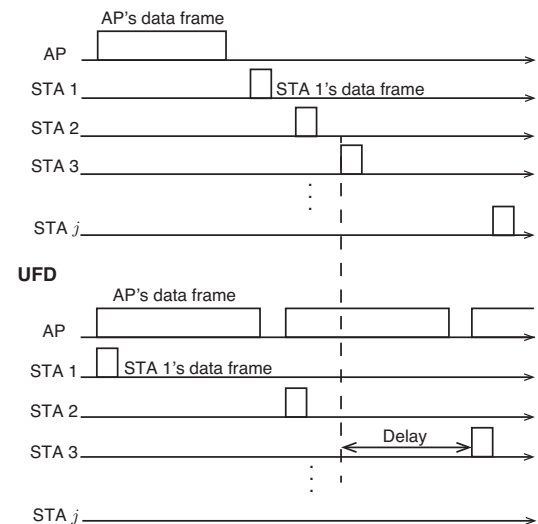 AP's data frame
AP
STA 1
STA 1's data frame
STA 2
STA 3
STA j
UFD
AP's data frame
AP
STA 1
STA 1's data frame
STA 2
STA 3
Delay
STA j